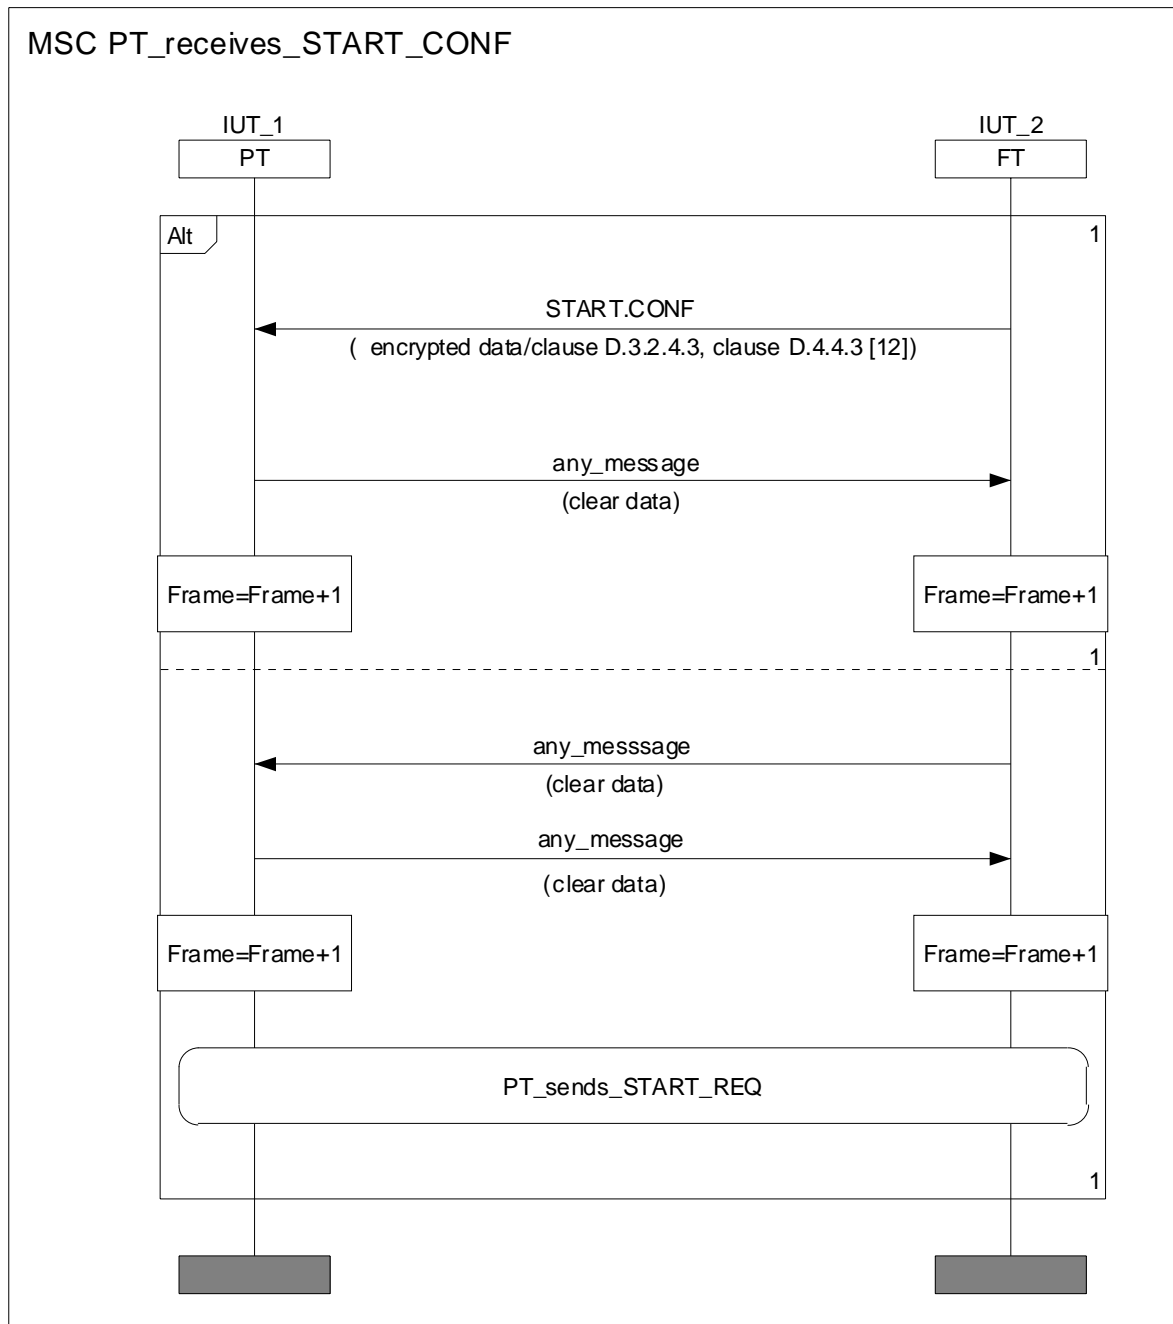 MSC PT_receives_START_CONF
IUT_1
IUT_2
PT
FT
Alt
1
START.CONF
( encrypted data/clause D.3.2.4.3, clause D.4.4.3 [12])
any_message
(clear data)
Frame=Frame+1
Frame=Frame+1
1
any_messsage
(clear data)
any_message
(clear data)
Frame=Frame+1
Frame=Frame+1
PT_sends_START_REQ
1